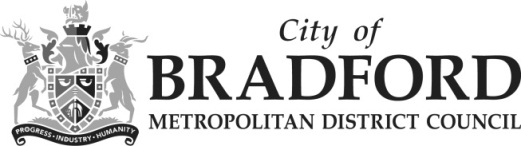 City of
BRADFORD
METROPOLITAN DISTRICT COUNCIL
PROGRESS · INDUSTRY · HUMANITY